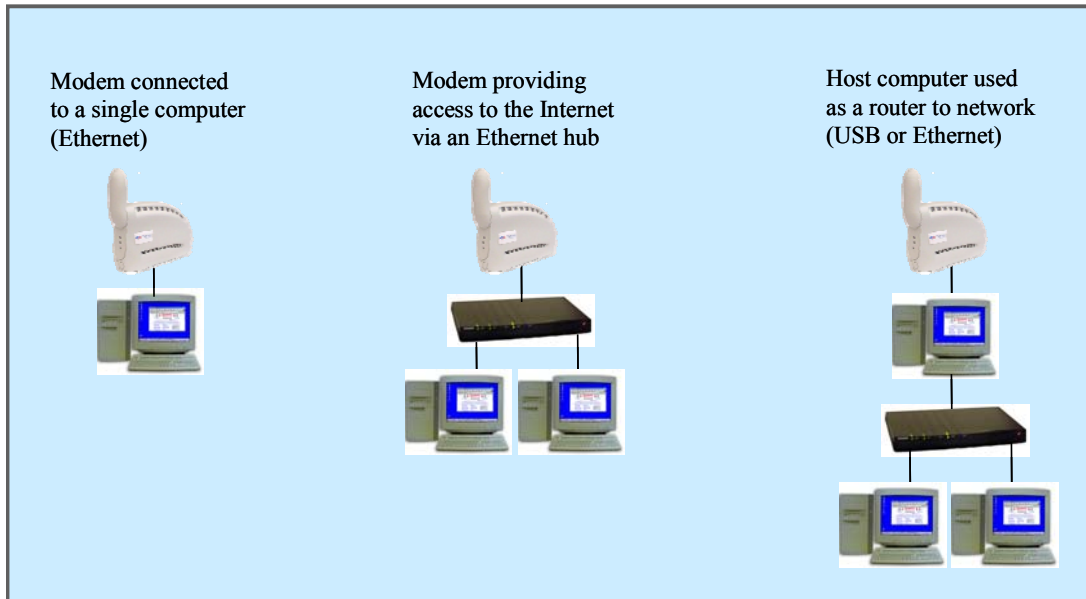 Modem connected
to a single computer
(Ethernet)
Modem providing
access to the Internet
via an Ethernet hub
Host computer used
as a router to network
(USB or Ethernet)